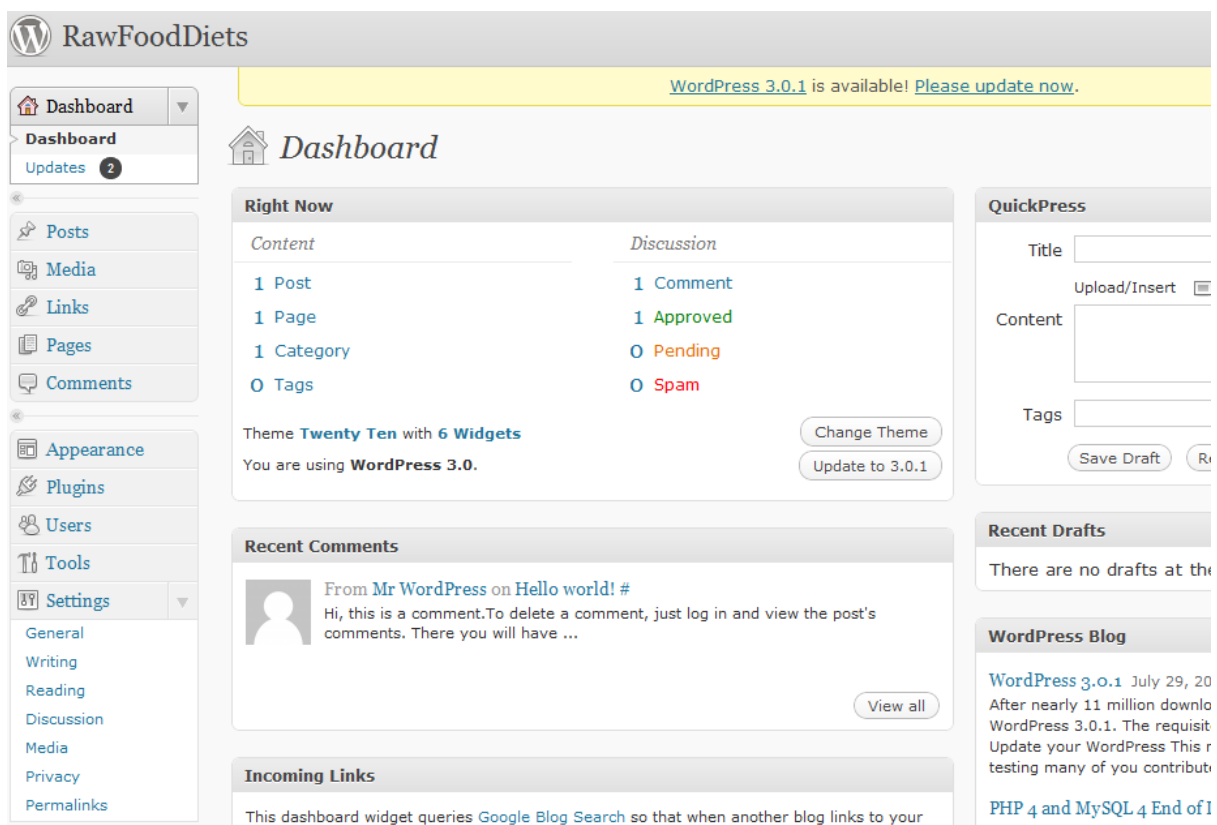 RawFoodDiets
WordPress 3.0.1 is available! Please update now.
Dashboard
Dashboard
Updates 2
Posts
Media
Links
Pages
Comments
Appearance
Plugins
Users
Tools
Settings
General
Writing
Reading
Discussion
Media
Privacy
Permalinks
Dashboard
Right Now
Content
1 Post
1 Page
1 Category
0 Tags
Discussion
1 Comment
1 Approved
0 Pending
0 Spam
Theme Twenty Ten with 6 Widgets
Change Theme
You are using WordPress 3.0.
Update to 3.0.1
Recent Comments
From Mr WordPress on Hello world! #
Hi, this is a comment.To delete a comment, just log in and view the post's
comments. There you will have ...
View all
Incoming Links
This dashboard widget queries Google Blog Search so that when another blog links to your
QuickPress
Title
Upload/Insert
Content
Tags
Save Draft
Recent Drafts
There are no drafts at
WordPress Blog
WordPress 3.0.1 July 29,
After nearly 11 million
WordPress 3.0.1. The
Update your WordPress This
testing many of you
PHP 4 and MySQL 4 End of